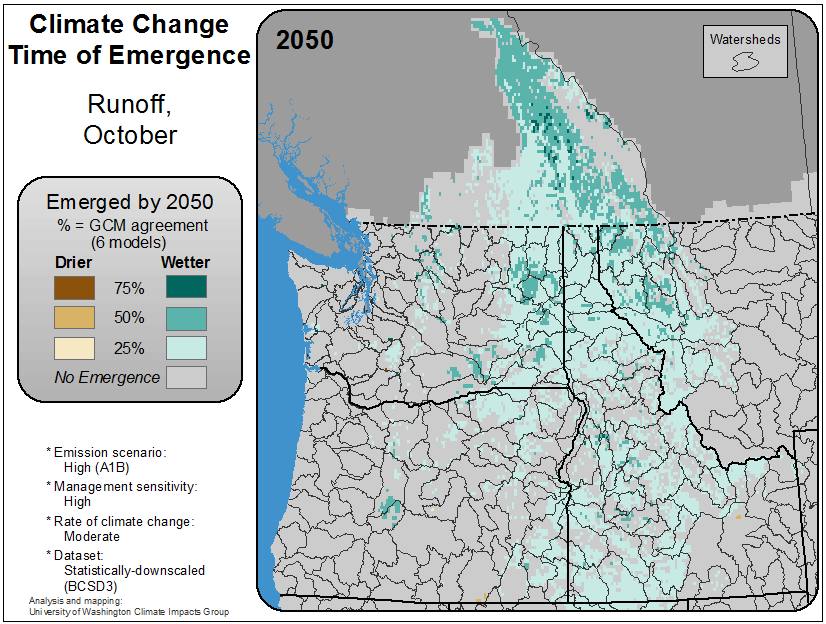 Climate Change
Time of Emergence
Runoff,
October
Emerged by 2050
% = GCM agreement
(6 models)
Drier Wetter
75%
50%
25%
No Emergence
* Emission scenario:
High (A1B)
* Management sensitivity:
High
* Rate of climate change:
Moderate
* Dataset:
Statistically-downscaled
(BCSD3)
Analysis and mapping:
University of Washington Climate Impacts Group
2050
Watersheds